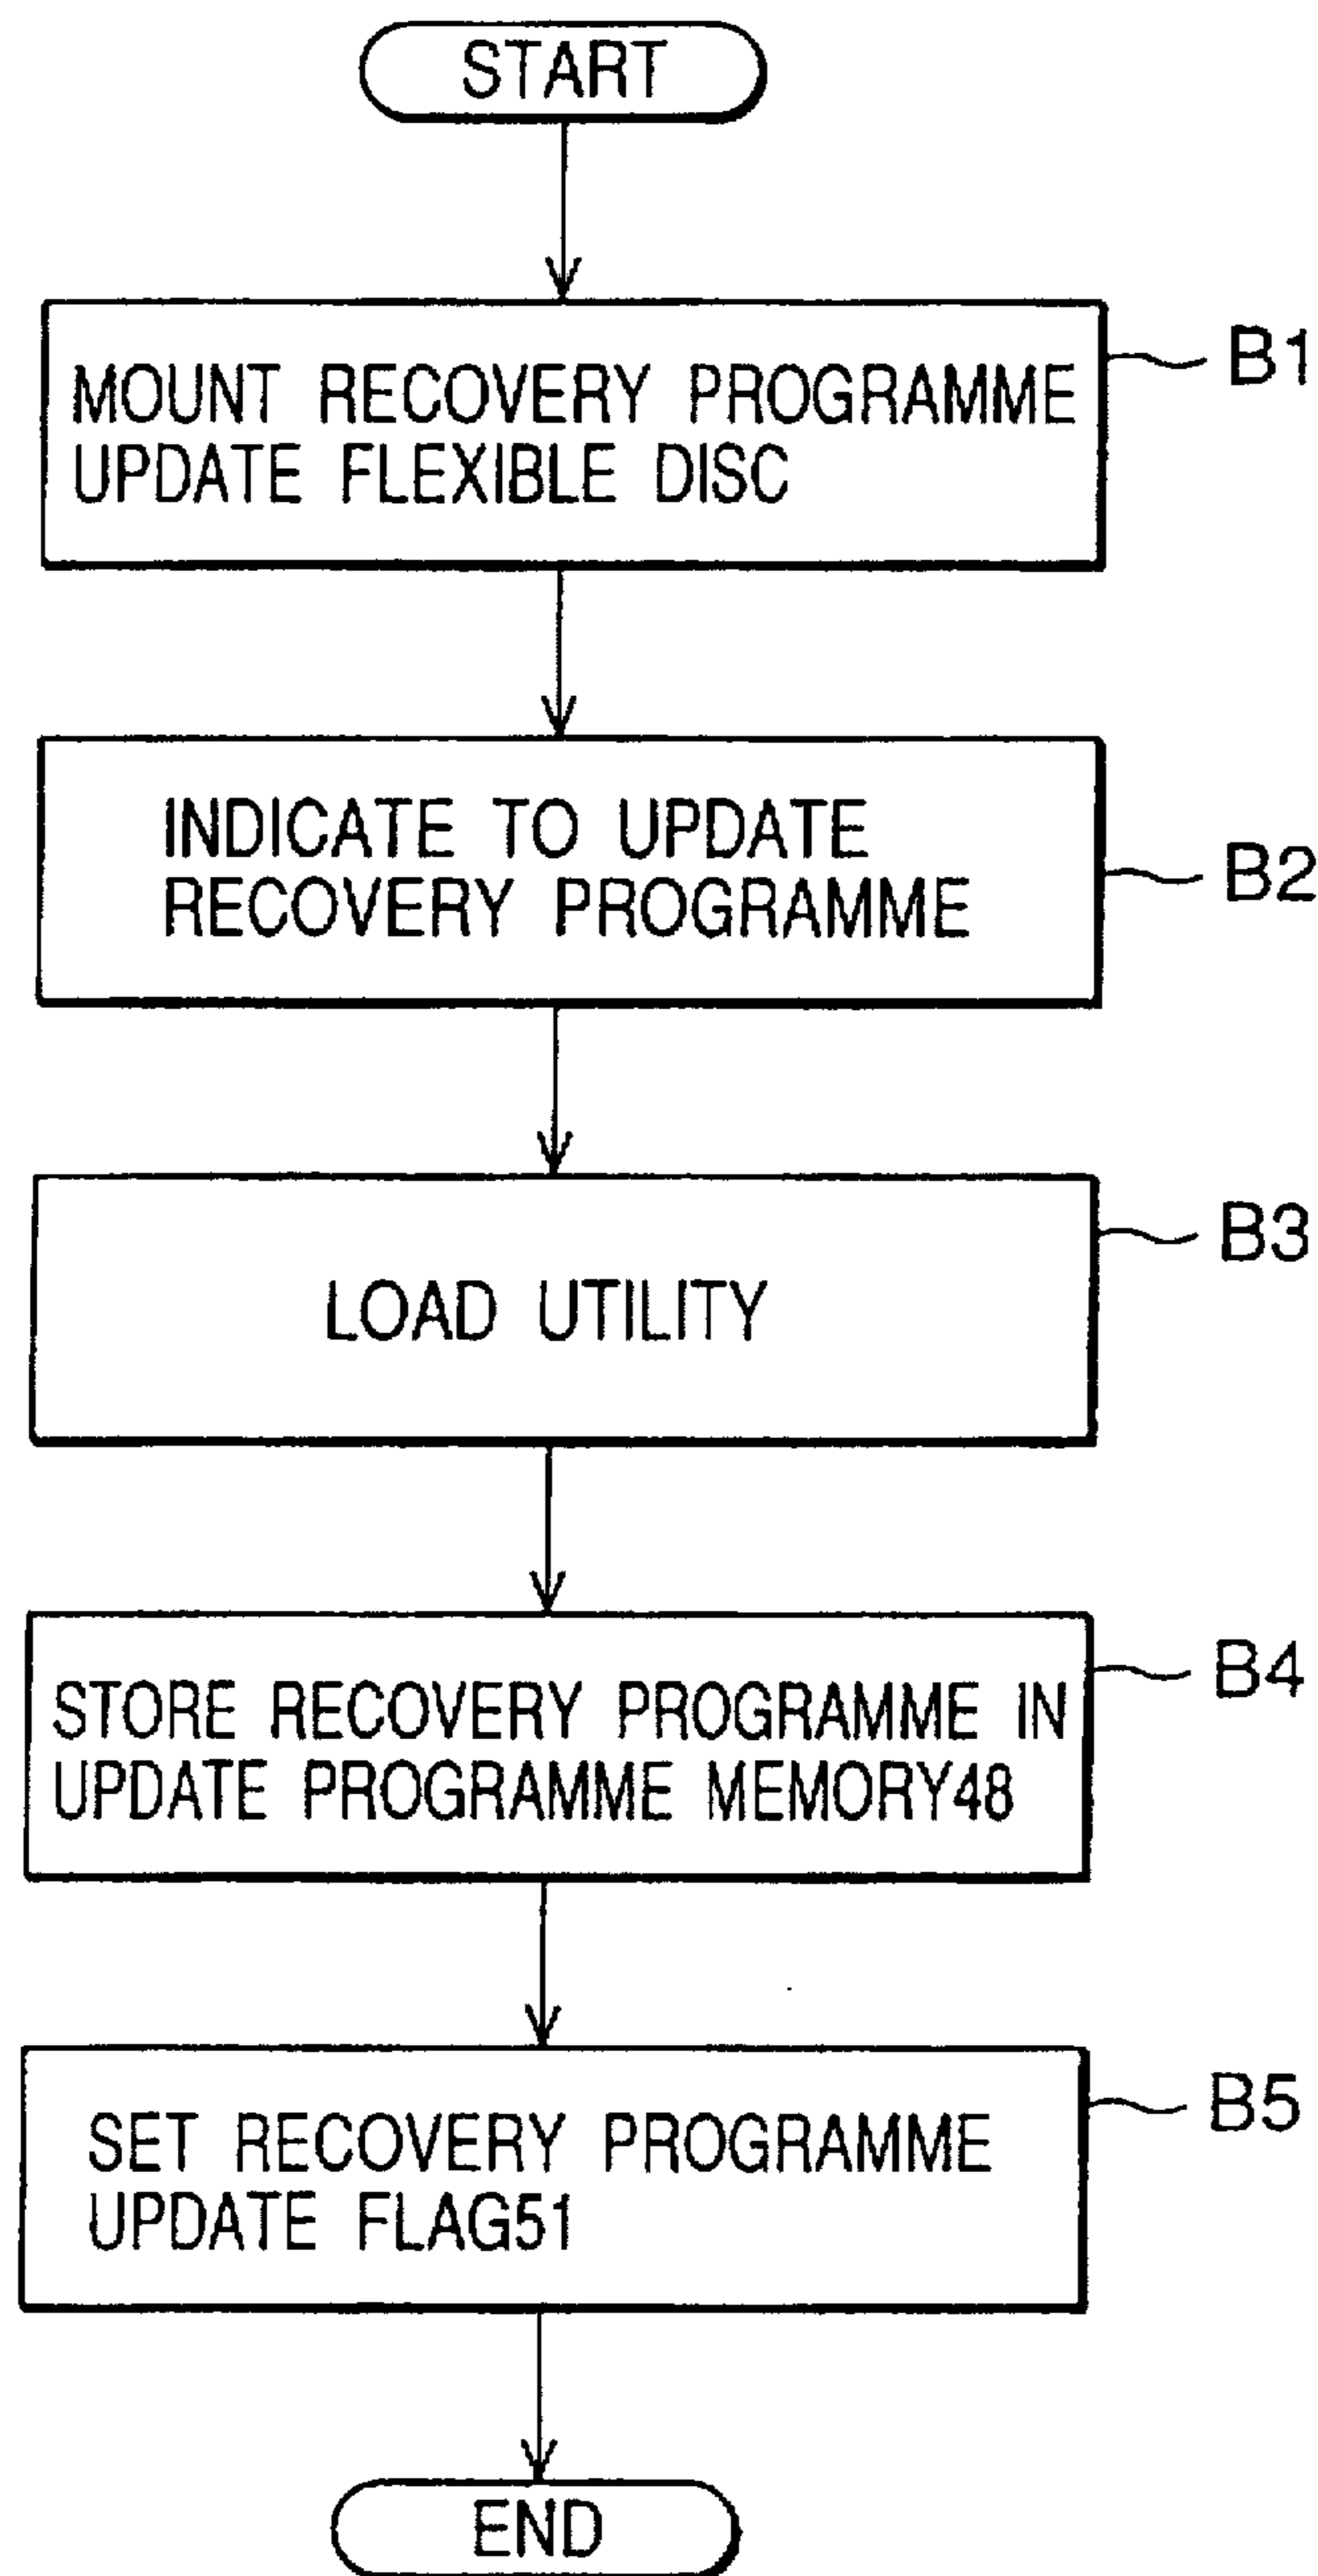 START
MOUNT RECOVERY PROGRAMME
UPDATE FLEXIBLE DISC
B1
INDICATE TO UPDATE
RECOVERY PROGRAMME
B2
LOAD UTILITY
B3
STORE RECOVERY PROGRAMME IN
UPDATE PROGRAMME MEMORY48
B4
SET RECOVERY PROGRAMME
UPDATE FLAG51
B5
END